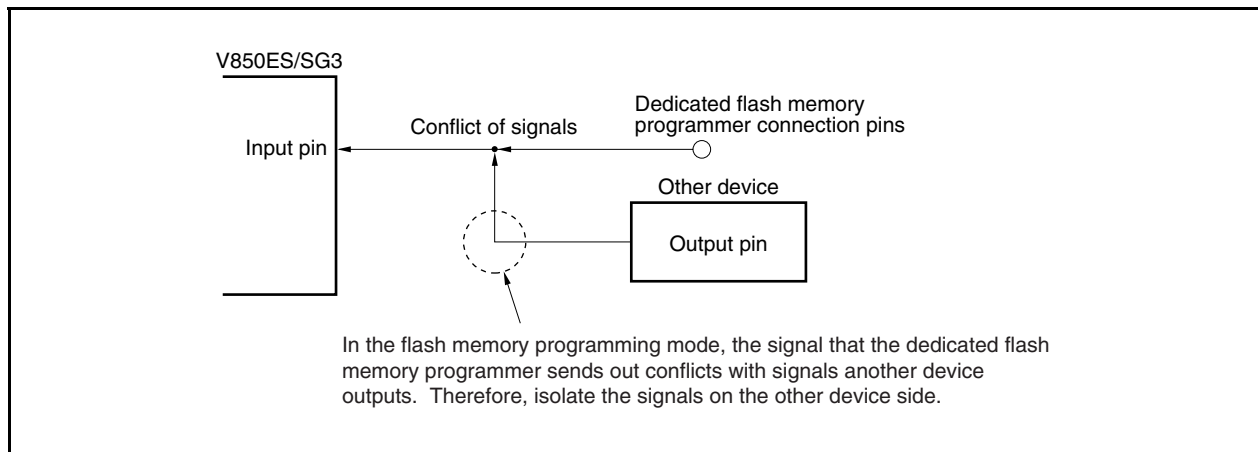 V850ES/SG3
Input pin
Conflict of signals
Dedicated flash memory
programmer connection pins
Other device
Output pin
In the flash memory programming mode, the signal that the dedicated flash
memory programmer sends out conflicts with signals another device
outputs. Therefore, isolate the signals on the other device side.